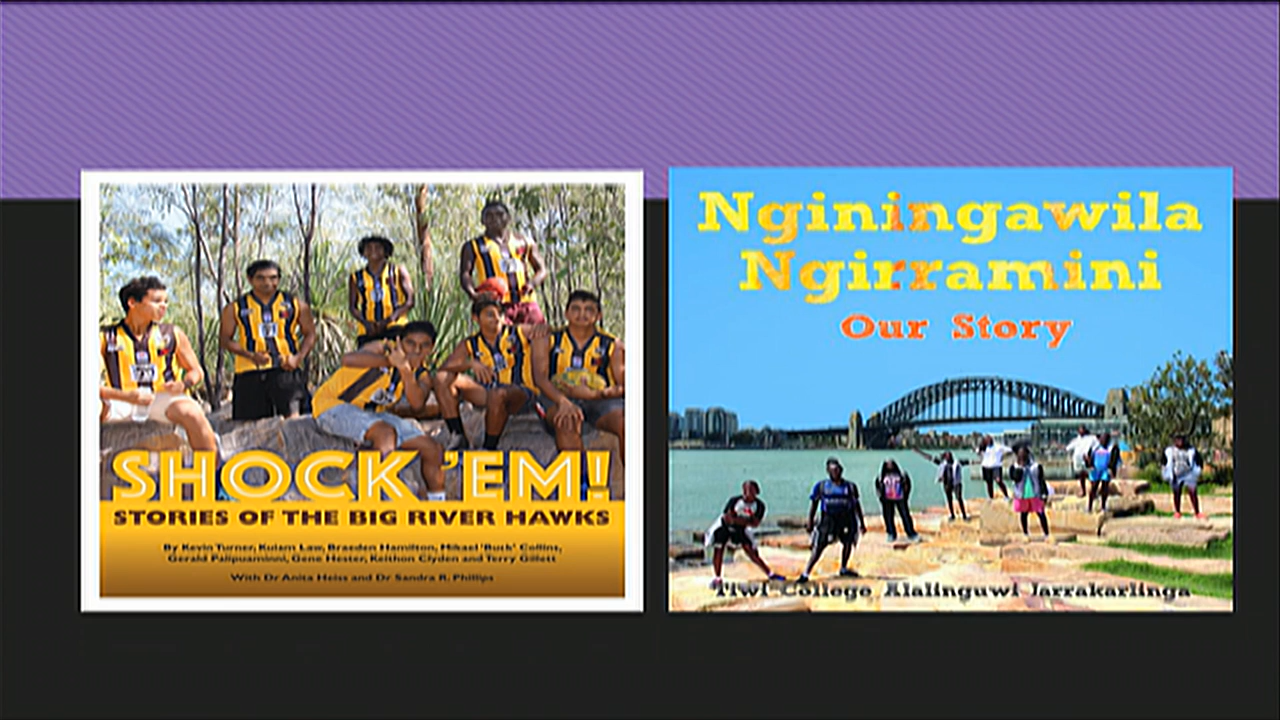 SHOCK 'EM!
STORIES OF THE BIG RIVER HAWKS
By Kevin Turner, Kulam Law, Braeden Hamilton, Mikael 'Buck' Collins,
Gerald Palipuaminni, Gene Hester, Keithon Clyden and Terry Gillett
With Dr Anita Heiss and Dr Sandra R. Phillips
Nginingawila
Ngirramini
Our Story
Tiwi College Alalinguwi Jarrakarlinga